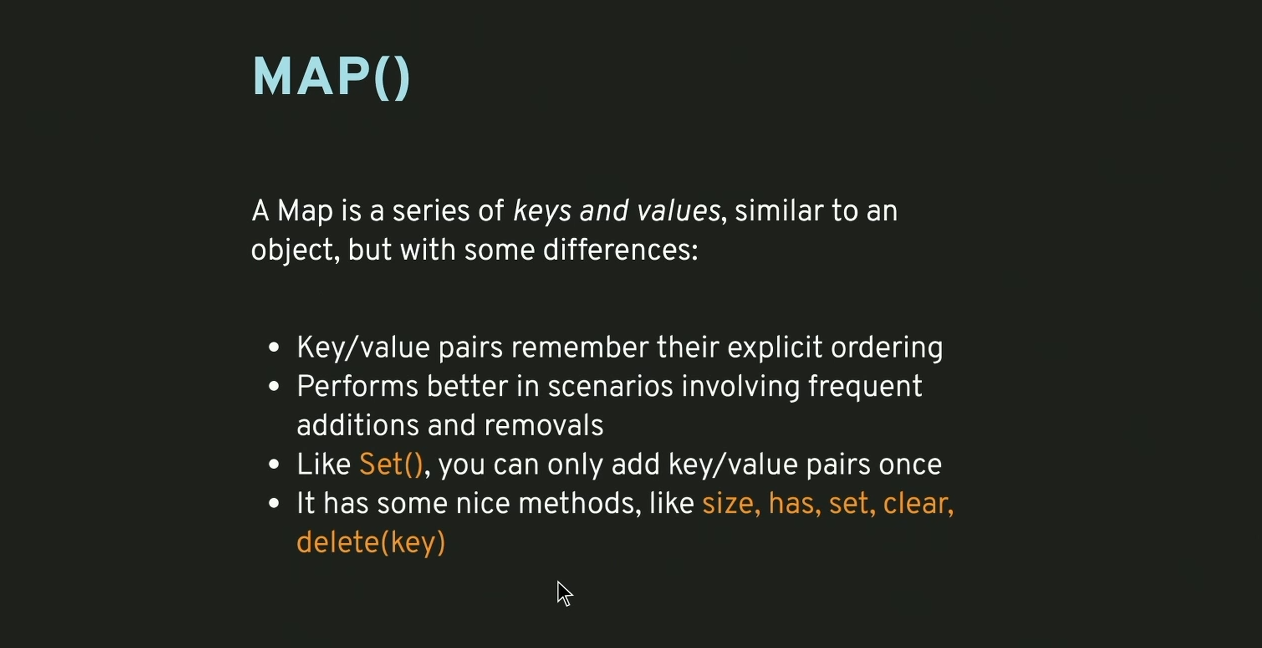 MAP()
A Map is a series of keys and values, similar to an
object, but with some differences:
• Key/value pairs remember their explicit ordering
• Performs better in scenarios involving frequent
additions and removals
• Like Set(), you can only add key/value pairs once
• It has some nice methods, like size, has, set, clear,
delete(key)